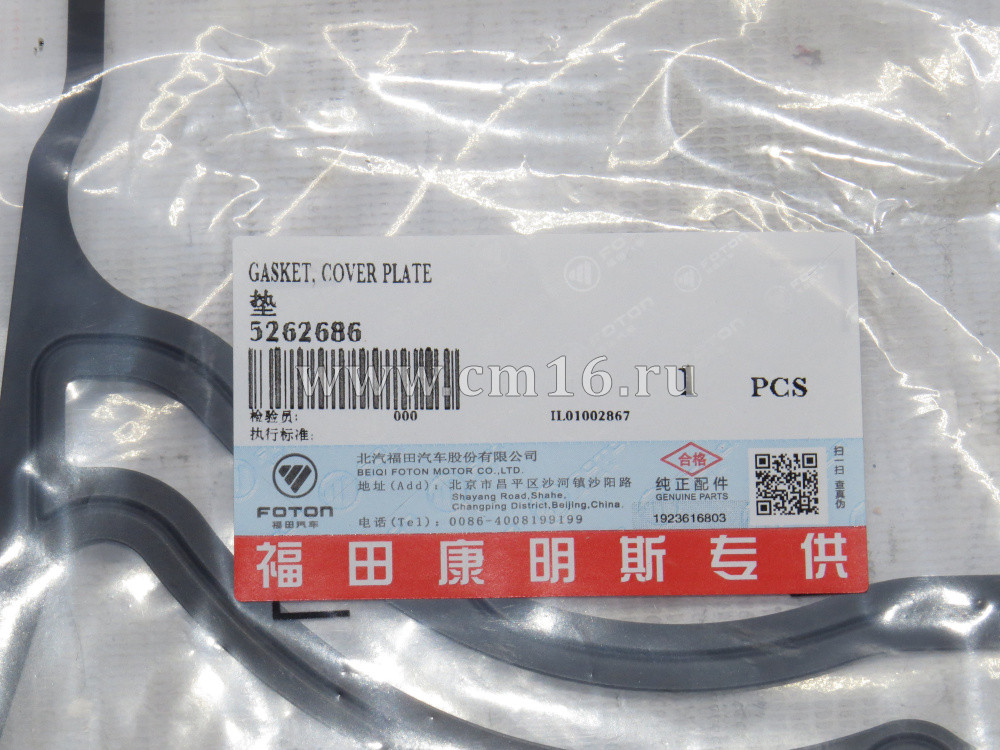 GASKET, COVER PLATE
垫
5262686
www.cm16.ru
1 PCS
检验员: 000 IL01002867
执行标准:
北汽福田汽车股份有限公司
BEIQI FOTON MOTOR CO.,LTD.
地址(Add): 北京市昌平区沙河镇沙阳路
Shayang Road,Shahe,
Changping District,Beijing,China.
电话(Tel): 0086-4008199199
FOTON
福田汽车
合格
纯正配件
GENUINE PARTS
1923616803
扫一扫 查真伪
福田康明斯专供
FOTON